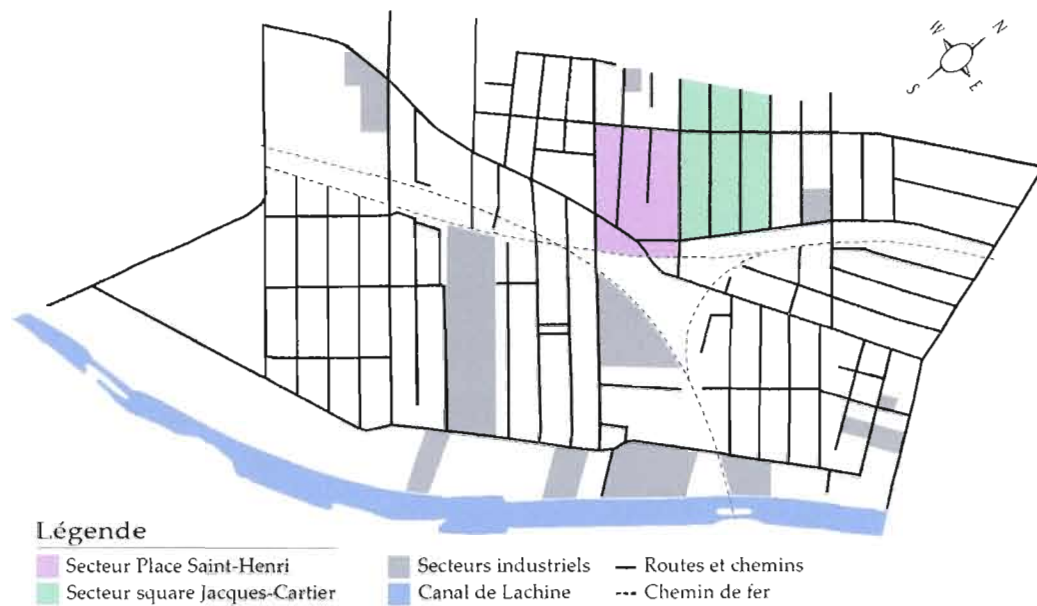 W N
S E
Légende
Secteur Place Saint-Henri
Secteur square Jacques-Cartier
Secteurs industriels
Canal de Lachine
Routes et chemins
Chemin de fer